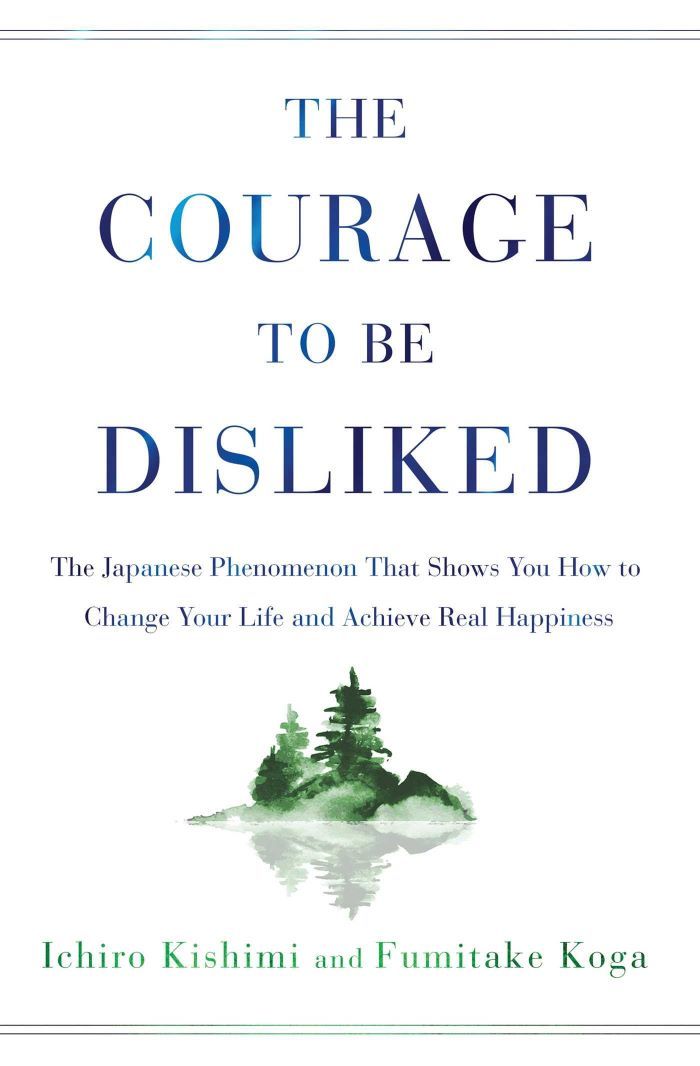 THE
COURAGE
TO BE
DISLIKED
The Japanese Phenomenon That Shows You How to
Change Your Life and Achieve Real Happiness
Ichiro Kishimi and Fumitake Koga